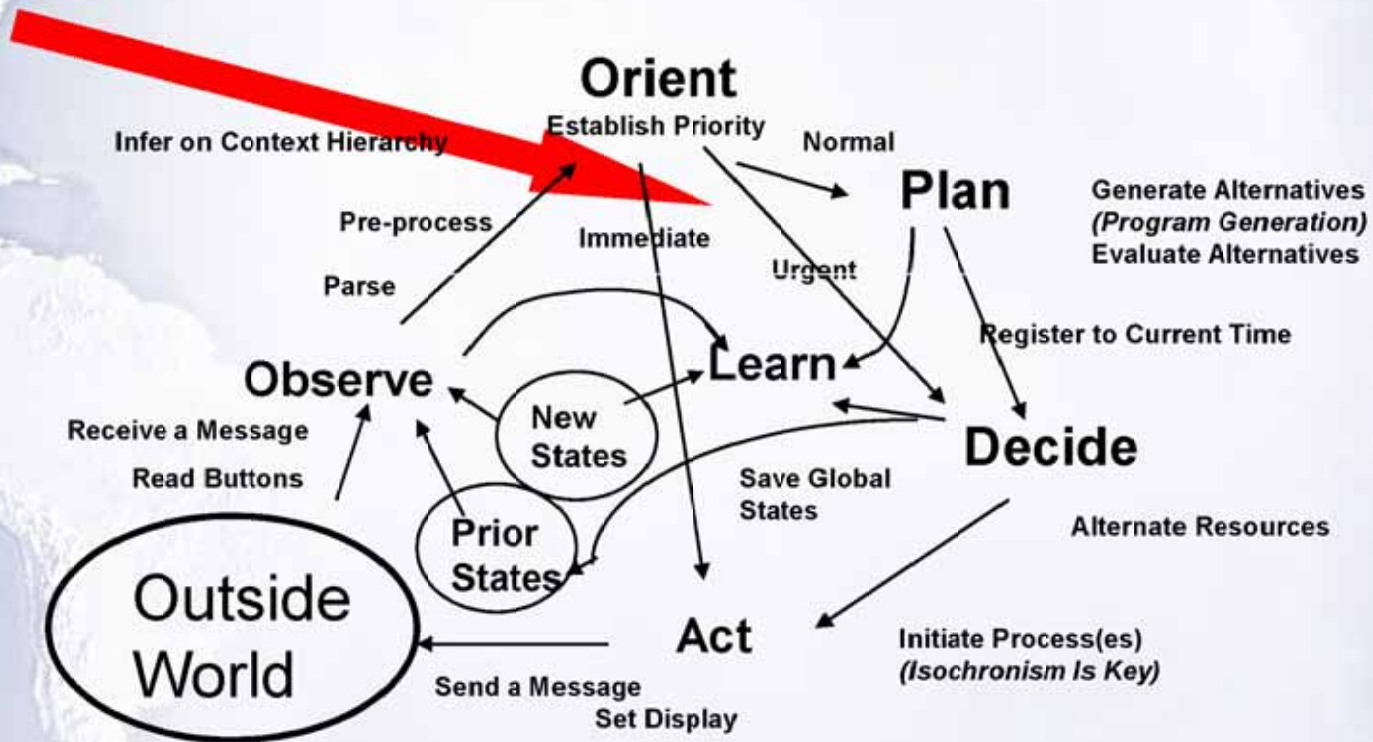 Orient
Establish Priority
Infer on Context Hierarchy
Normal
Plan
Generate Alternatives
(Program Generation)
Evaluate Alternatives
Pre-process
Immediate
Parse
Urgent
Register to Current Time
Observe
Learn
Receive a Message
Read Buttons
New
States
Decide
Save Global
States
Alternate Resources
Prior
States
Outside
World
Act
Initiate Process(es)
(Isochronism Is Key)
Send a Message
Set Display